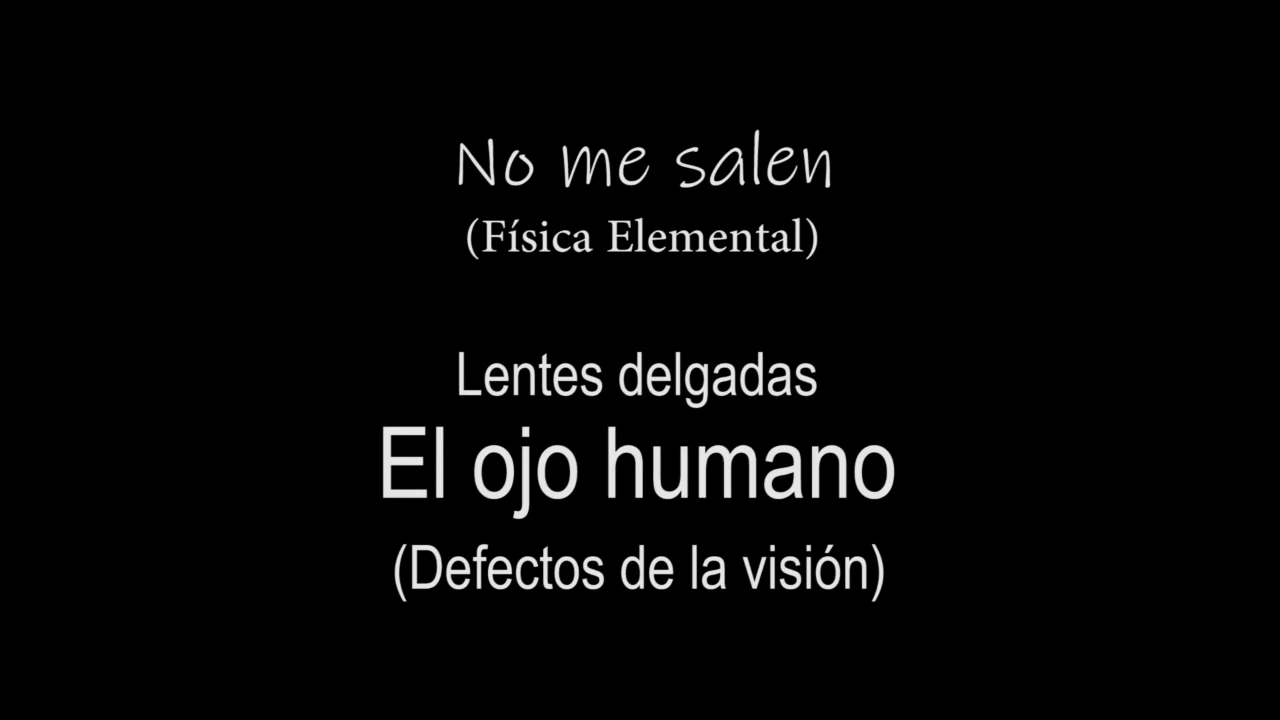 No me salen
(Física Elemental)
Lentes delgadas
El ojo humano
(Defectos de la visión)